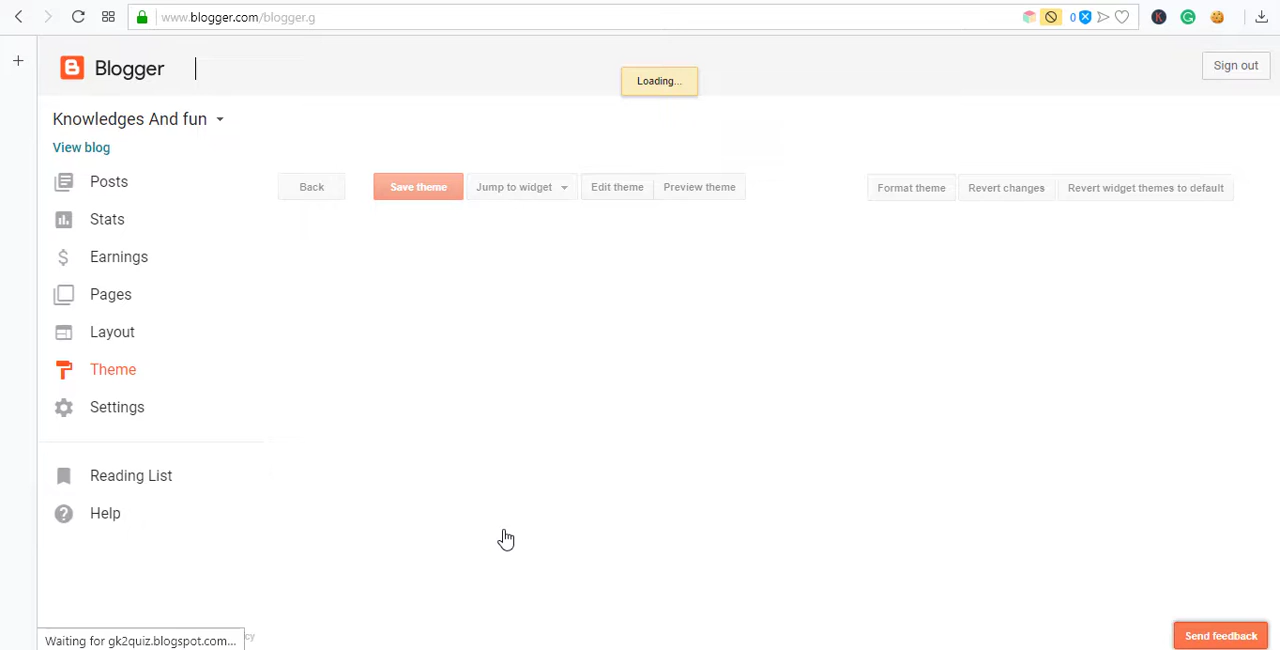 www.blogger.com/blogger.g
0
K
G
Blogger
Loading...
Sign out
Knowledges And fun
View blog
Posts
Back
Save theme
Jump to widget
Edit theme
Preview theme
Format theme
Revert changes
Revert widget themes to default
Stats
Earnings
Pages
Layout
Theme
Settings
Reading List
Help
Waiting for gk2quiz.blogspot.com...
cy
Send feedback